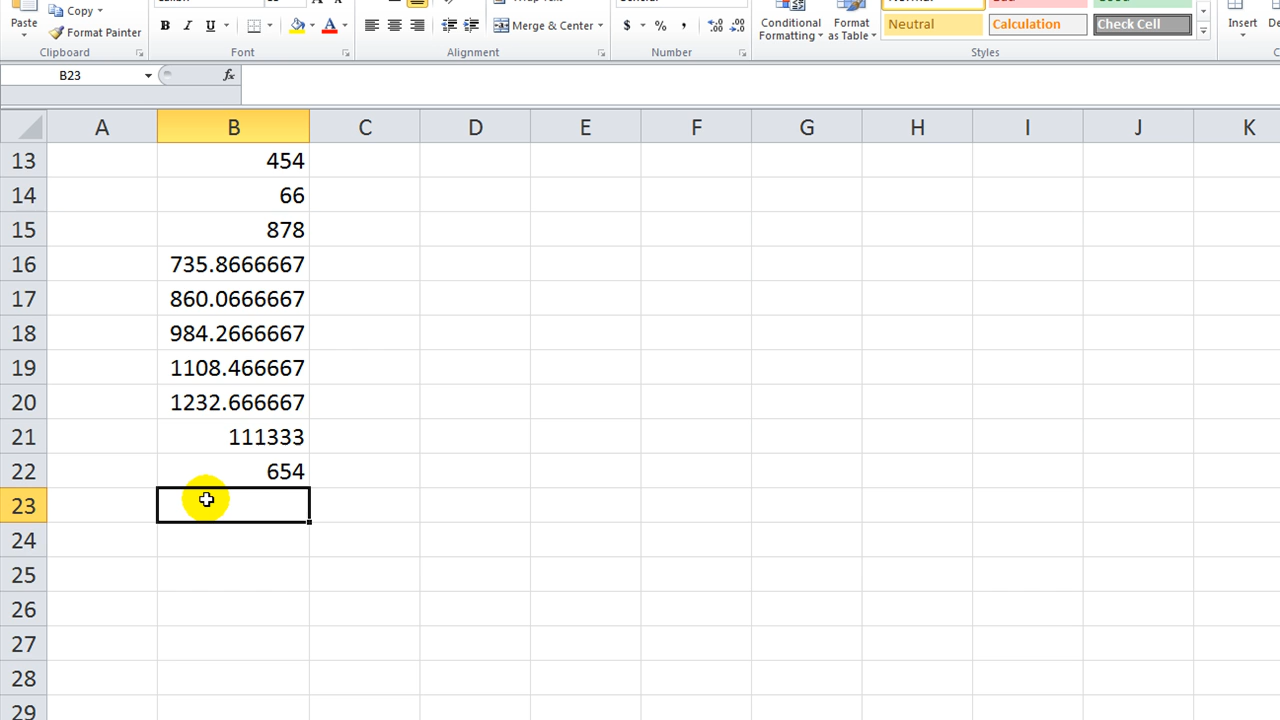 Copy
Paste
Format Painter
B I U
Merge & Center
$ % ,
Conditional
Formatting
Format
as Table
Neutral
Calculation
Check Cell
Insert
Clipboard
Font
Alignment
Number
Styles
B23
fx
A B C D E F G H I J K
13 454
14 66
15 878
16 735.8666667
17 860.0666667
18 984.2666667
19 1108.466667
20 1232.666667
21 111333
22 654
23
24
25
26
27
28
29